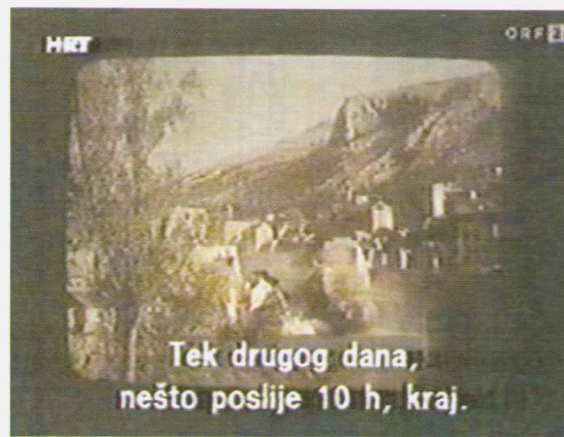 HRT
ORF 2
Tek drugog dana,
nešto poslije 10 h, kraj.